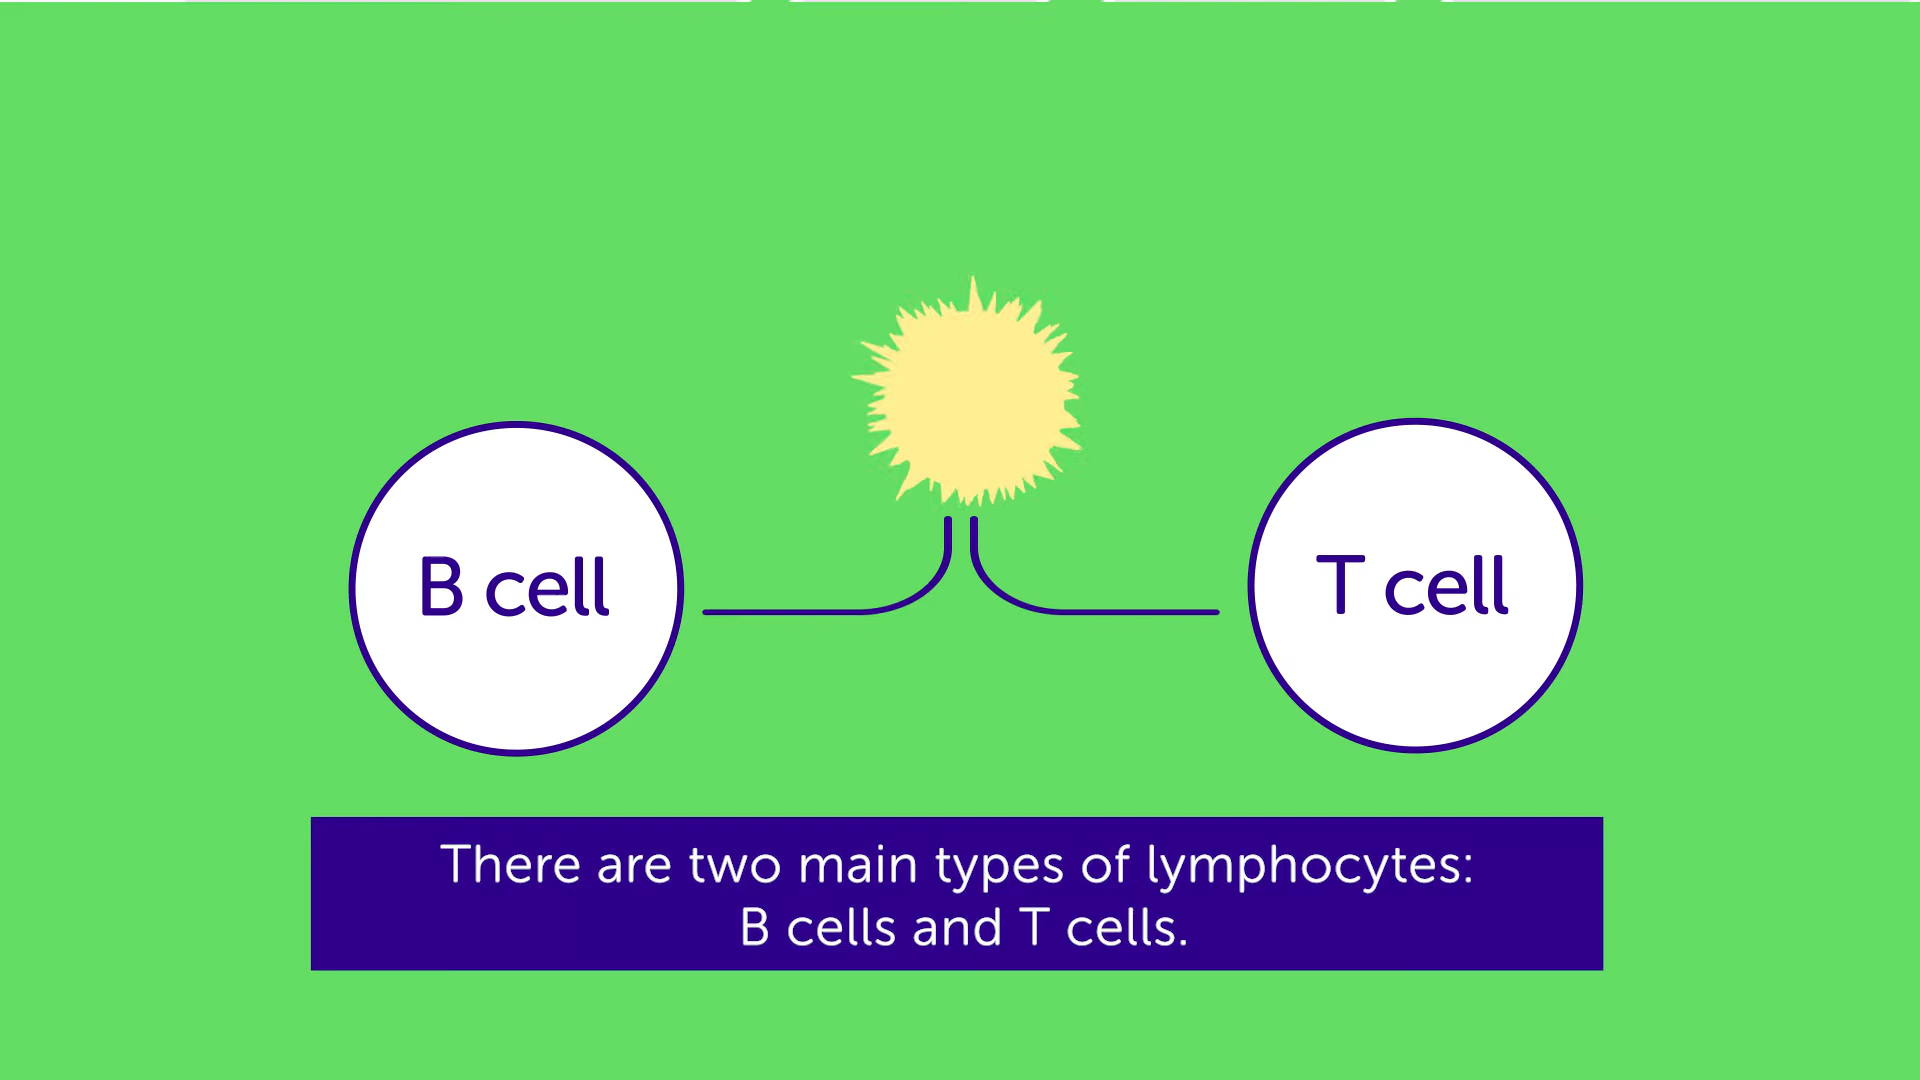 B cell
T cell
There are two main types of lymphocytes:
B cells and T cells.